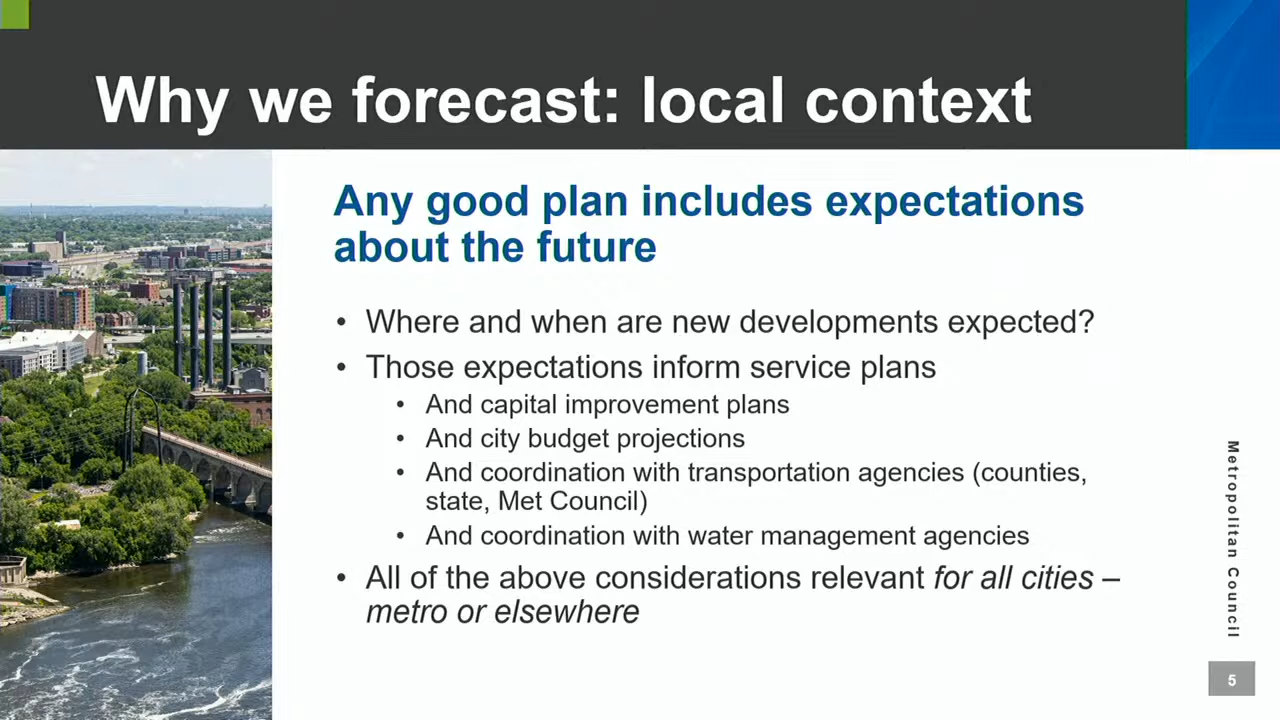 Why we forecast: local context
Any good plan includes expectations
about the future
• Where and when are new developments expected?
• Those expectations inform service plans
• And capital improvement plans
• And city budget projections
• And coordination with transportation agencies (counties,
state, Met Council)
• And coordination with water management agencies
• All of the above considerations relevant for all cities –
metro or elsewhere
Metropolitan Council
5